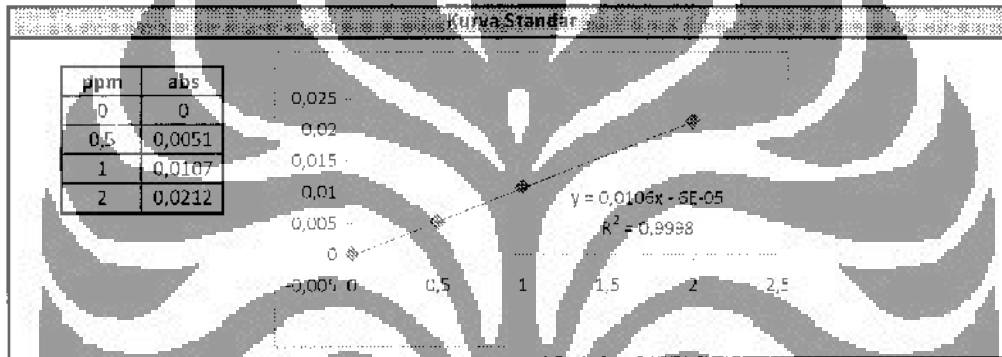 Kurva Standar
ppm abs
0 0
0,5 0,0051
1 0,0107
2 0,0212
0,025
0,02
0,015
0,01
0,005
0
-0,005
0 0,5 1 1,5 2 2,5
y = 0,0106x - 6E-05
R² = 0,9998